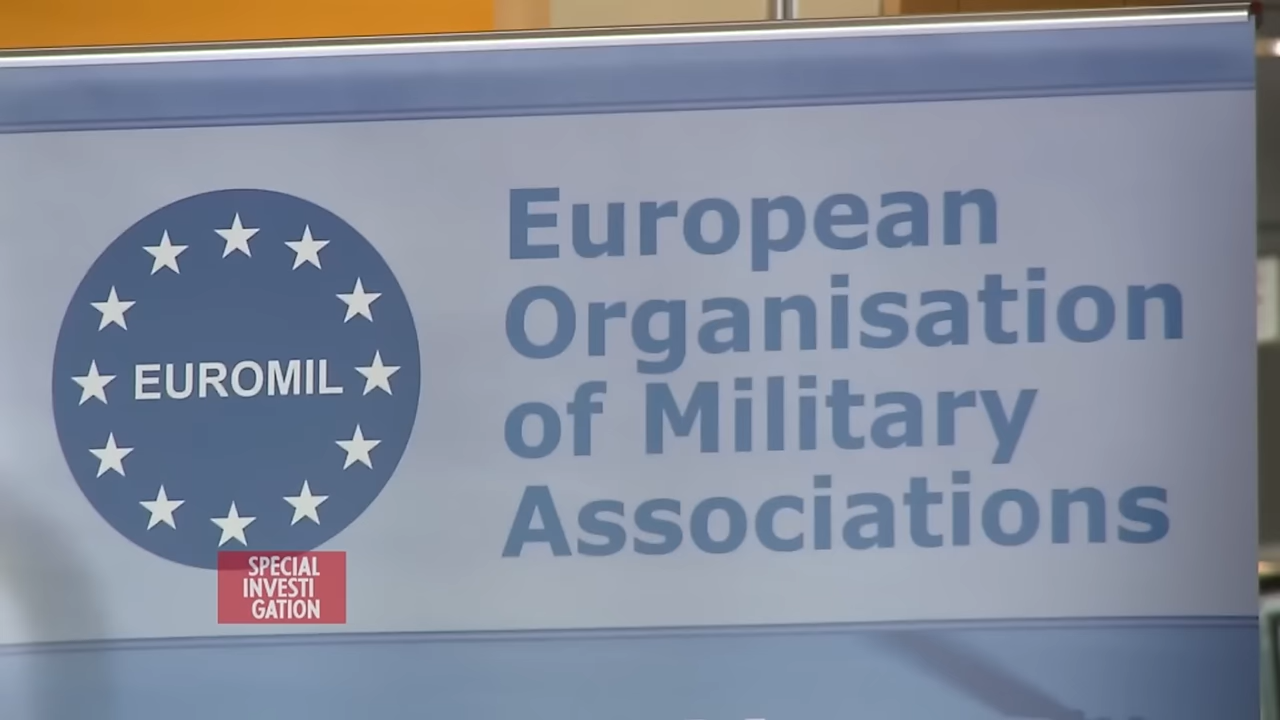 European
Organisation
of Military
Associations
EUROMIL
SPECIAL
INVESTI
GATION